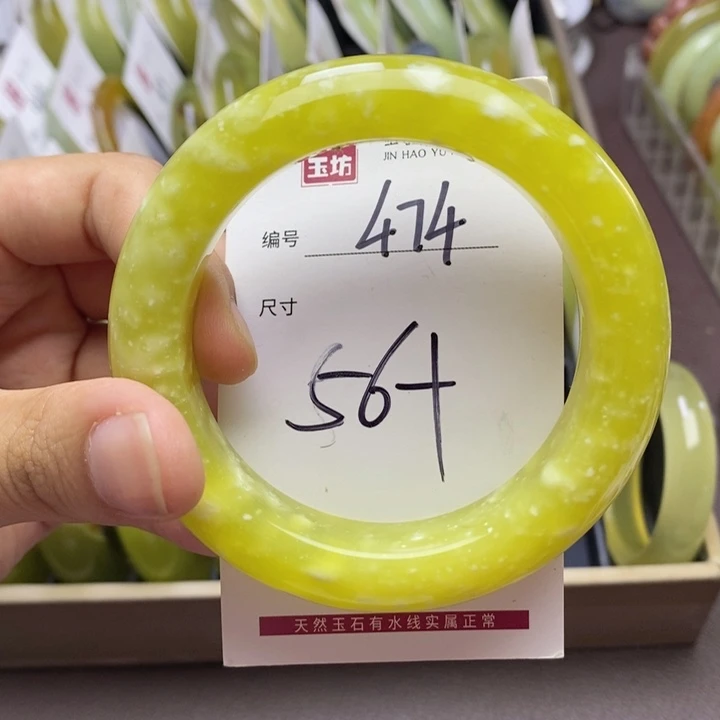 玉坊
JIN HAO YU
编号 474
尺寸
56+
天然玉石有水线实属正常